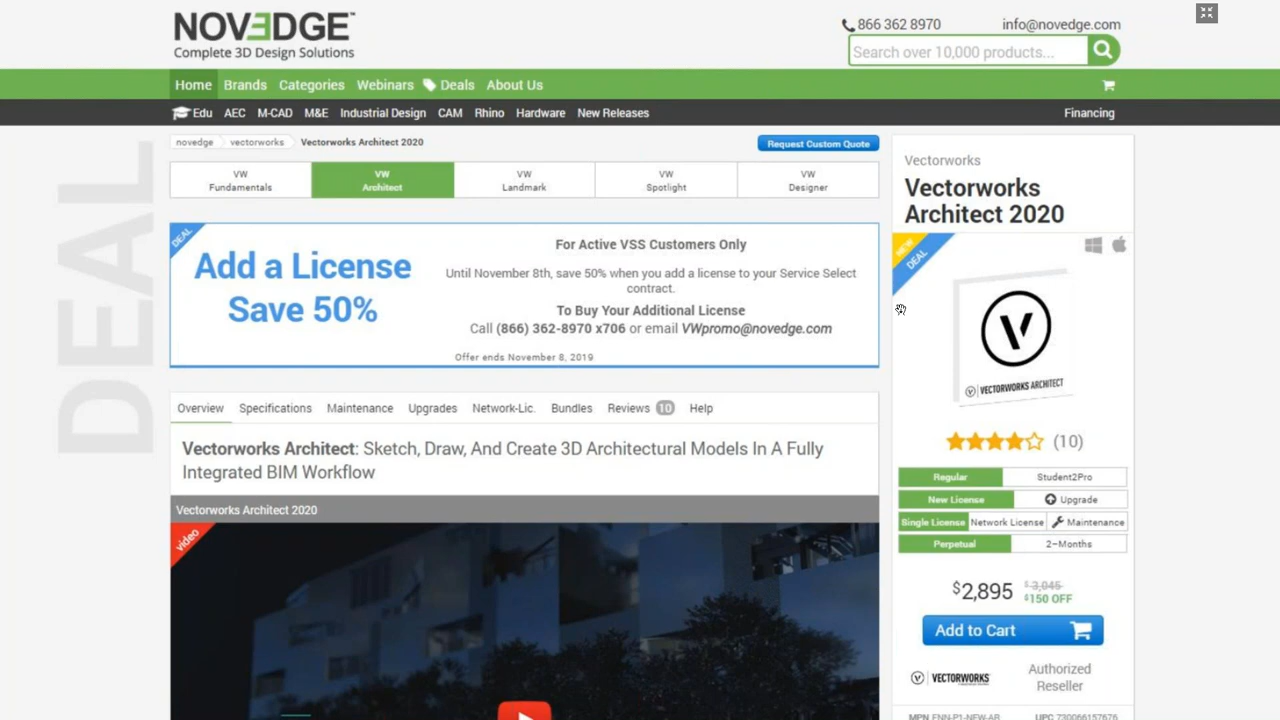 NOVEDGE™
Complete 3D Design Solutions
866 362 8970
info@novedge.com
Search over 10,000 products...
Home Brands Categories Webinars Deals About Us
Edu AEC M-CAD M&E Industrial Design CAM Rhino Hardware New Releases Financing
DEAL
novedge vectorworks Vectorworks Architect 2020
Request Custom Quote
VW Fundamentals
VW Architect
VW Landmark
VW Spotlight
VW Designer
DEAL
Add a License
Save 50%
For Active VSS Customers Only
Until November 8th, save 50% when you add a license to your Service Select
contract.
To Buy Your Additional License
Call (866) 362-8970 x706 or email VWpromo@novedge.com
Offer ends November 8, 2019
Overview Specifications Maintenance Upgrades Network-Lic. Bundles Reviews 10 Help
Vectorworks Architect: Sketch, Draw, And Create 3D Architectural Models In A Fully
Integrated BIM Workflow
Vectorworks Architect 2020
video
Vectorworks
Vectorworks
Architect 2020
NEW
DEAL
V
VECTORWORKS ARCHITECT
(10)
Regular Student2Pro
New License Upgrade
Single License Network License Maintenance
Perpetual 2-Months
$2,895 $3,045
$150 OFF
Add to Cart
VECTORWORKS
Authorized
Reseller